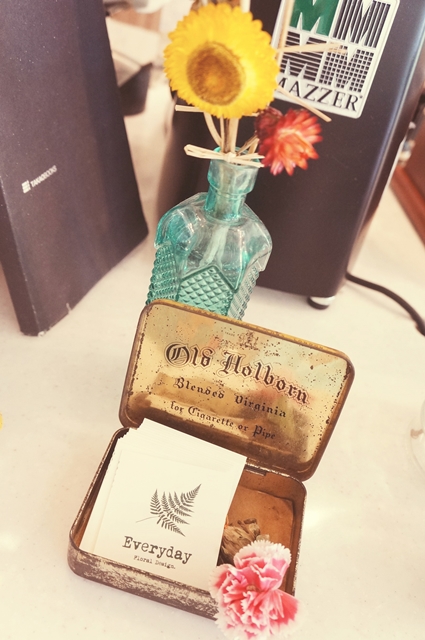 MAZZER
Old Holborn
Blended Virginia
for Cigarette or Pipe
Everyday
Floral Design.